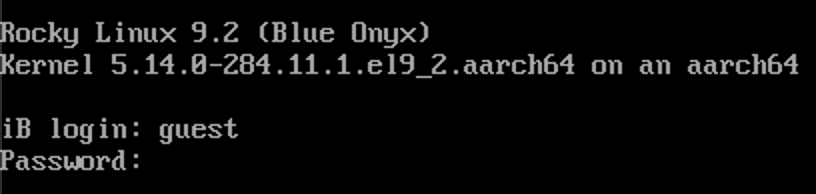 Rocky Linux 9.2 (Blue Onyx)
Kernel 5.14.0-284.11.1.el9_2.aarch64 on an aarch64
iB login: guest
Password: